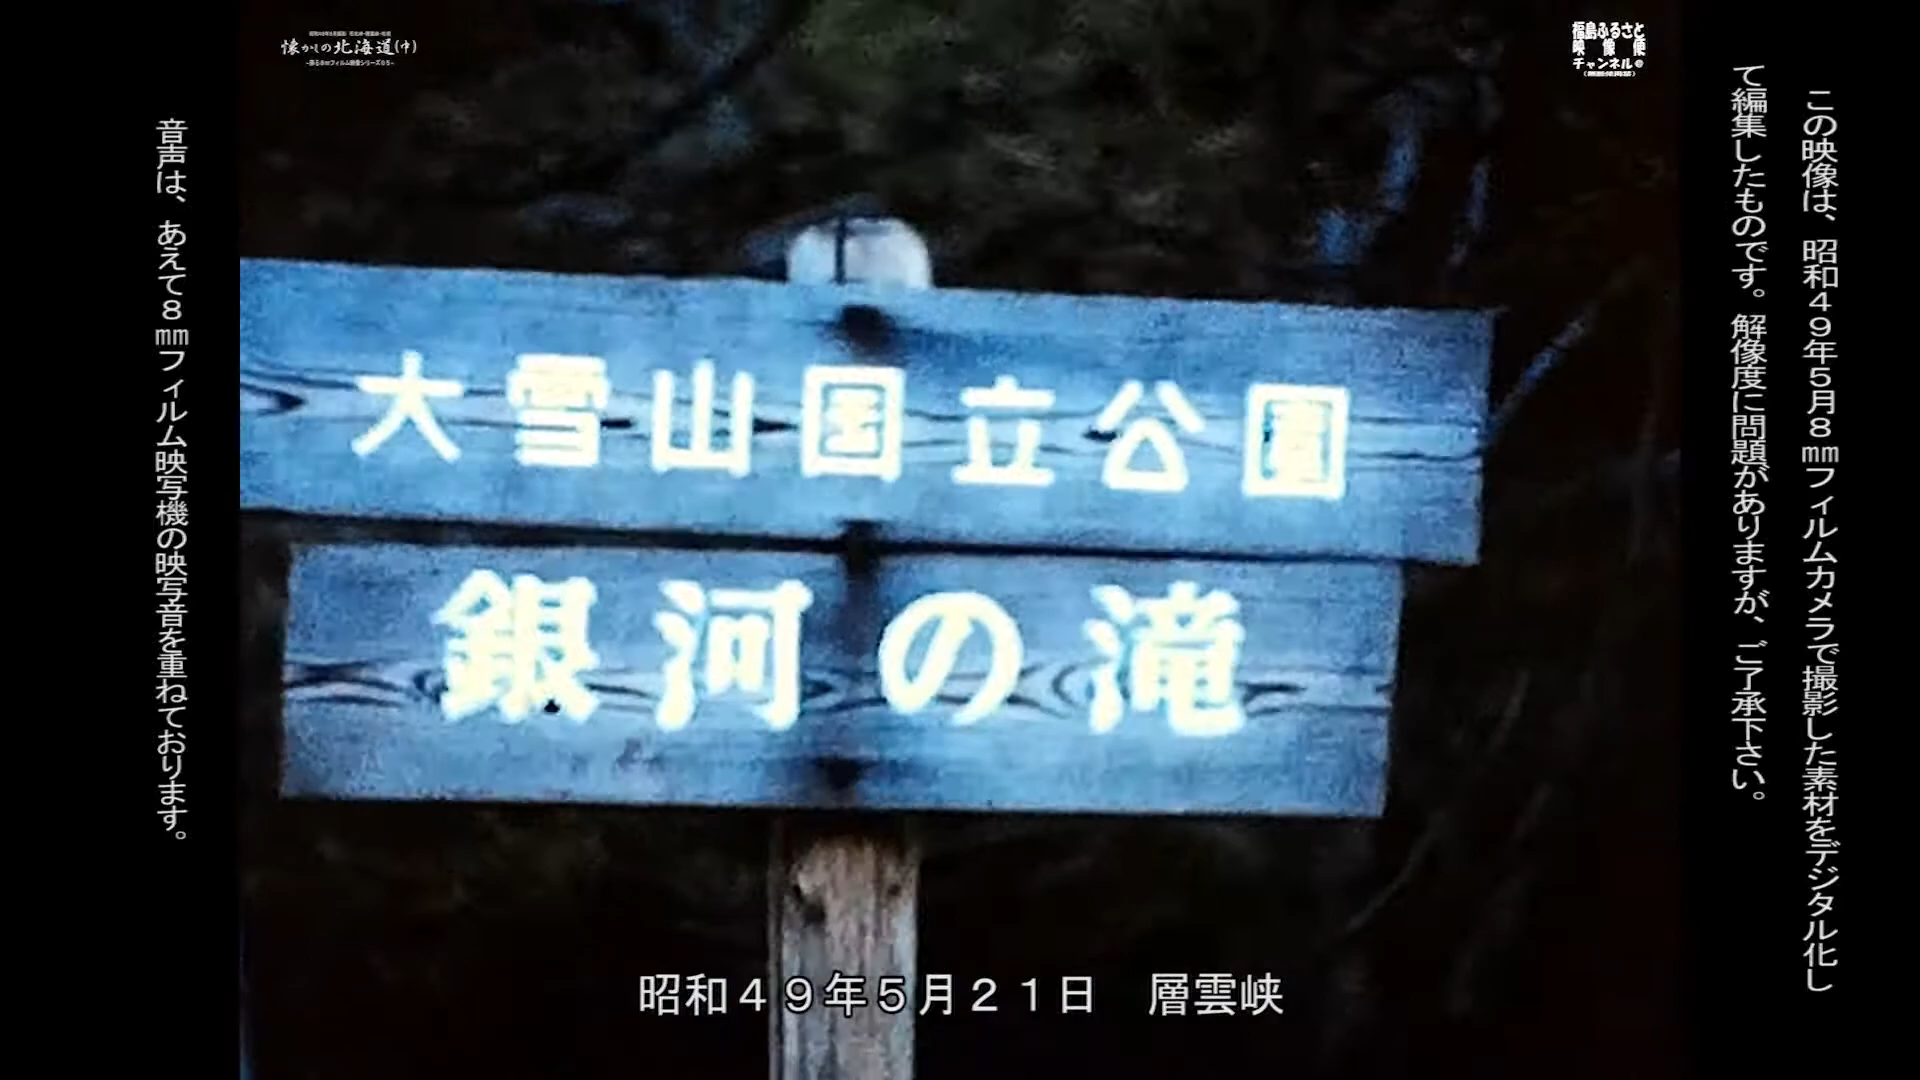 懐かしの北海道(中)
福島ふるさと
映像便
チャンネル@
この映像は、昭和49年5月8㎜フィルムカメラで撮影した素材をデジタル化し
て編集したものです。解像度に問題がありますが、ご了承下さい。
大雪山国立公園
銀河の滝
音声は、あえて8㎜フィルム映写機の映写音を重ねております。
昭和49年5月21日 層雲峡